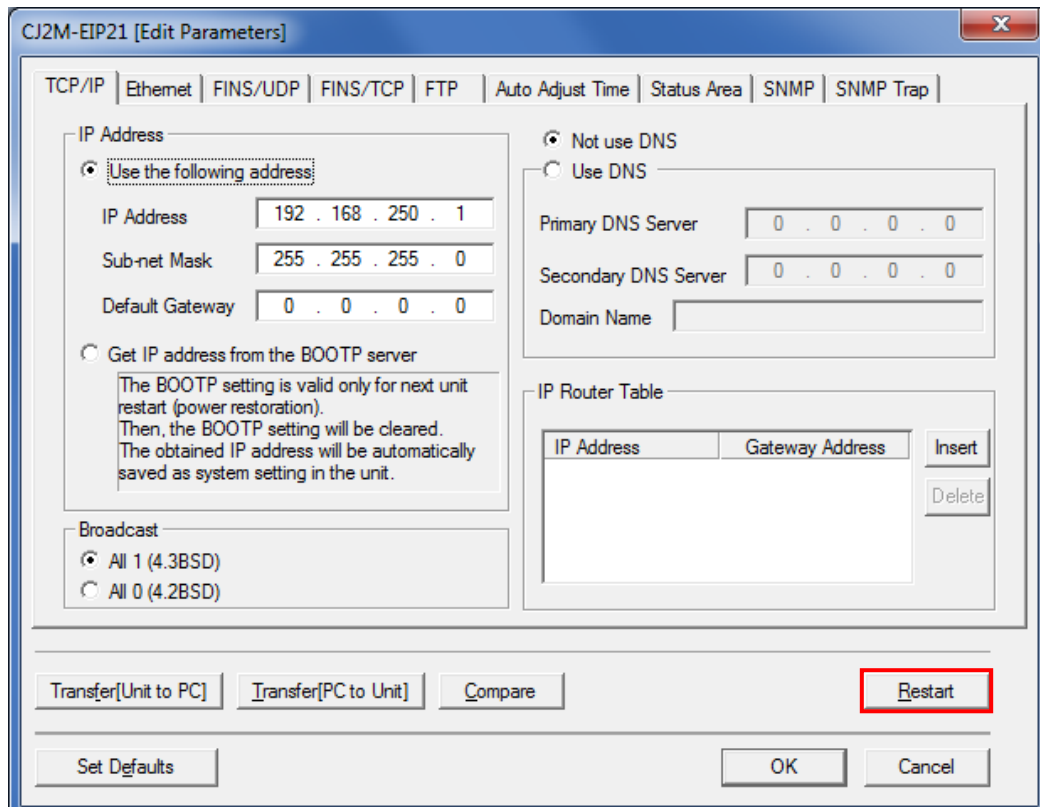 CJ2M-EIP21 [Edit Parameters]
TCP/IP Ethernet FINS/UDP FINS/TCP FTP Auto Adjust Time Status Area SNMP SNMP Trap
IP Address
Use the following address
IP Address 192 . 168 . 250 . 1
Sub-net Mask 255 . 255 . 255 . 0
Default Gateway 0 . 0 . 0 . 0
Get IP address from the BOOTP server
The BOOTP setting is valid only for next unit
restart (power restoration).
Then, the BOOTP setting will be cleared.
The obtained IP address will be automatically
saved as system setting in the unit.
Broadcast
All 1 (4.3BSD)
All 0 (4.2BSD)
Not use DNS
Use DNS
Primary DNS Server 0 . 0 . 0 . 0
Secondary DNS Server 0 . 0 . 0 . 0
Domain Name
IP Router Table
IP Address Gateway Address
Insert
Delete
Transfer[Unit to PC] Transfer[PC to Unit] Compare Restart
Set Defaults OK Cancel